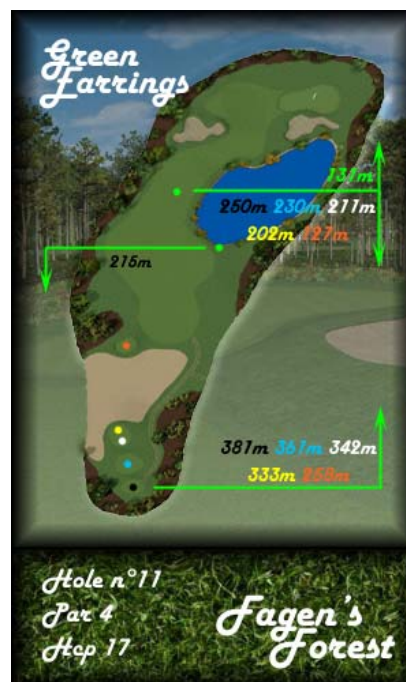 Green
Earrings
131m
250m 230m 211m
202m 127m
215m
381m 361m 342m
333m 258m
Hole n°11
Par 4
Hcp 17
Fagen's
Forest